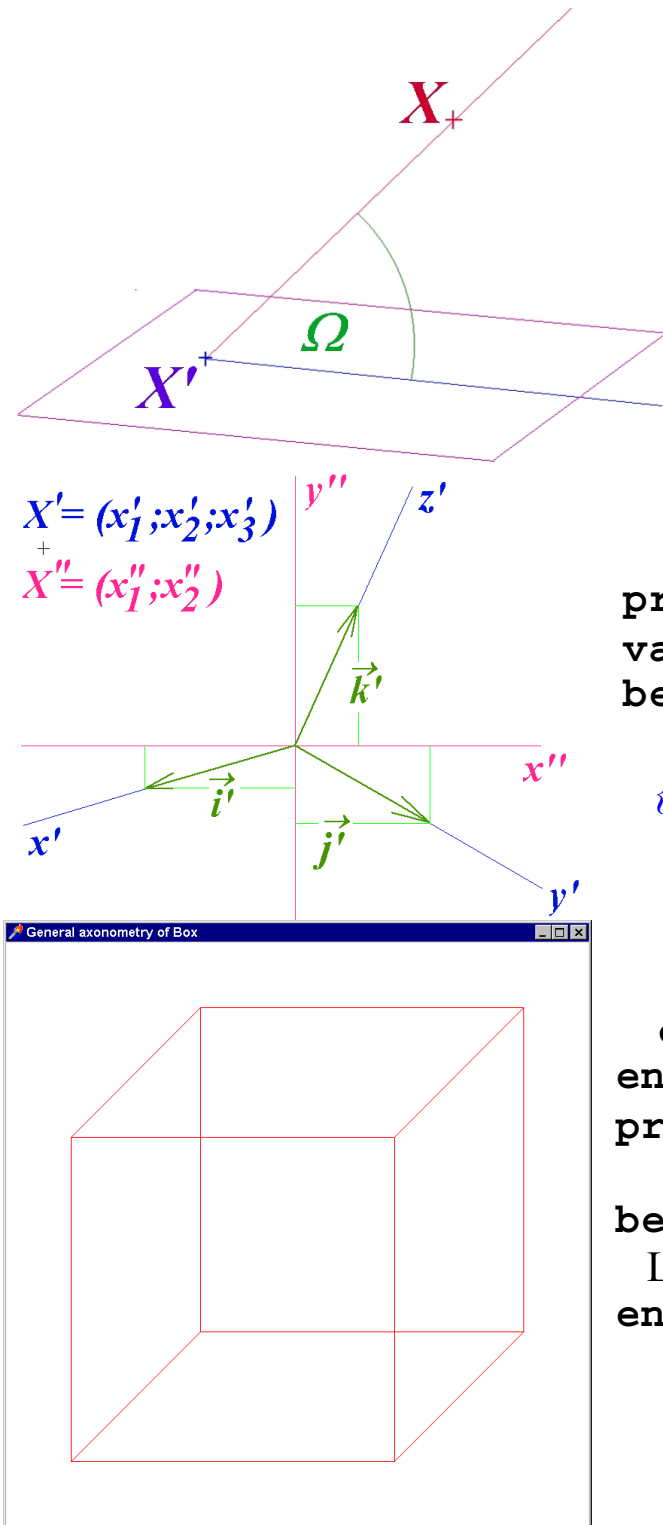 X
Ω
X'
X'= (x'₁;x'₂;x'₃)
X''= (x''₁;x''₂)
y''
z'
k'
x''
i'
j'
x'
y'
General axonometry of Box
pr
va
be
en
pr
be
L
en